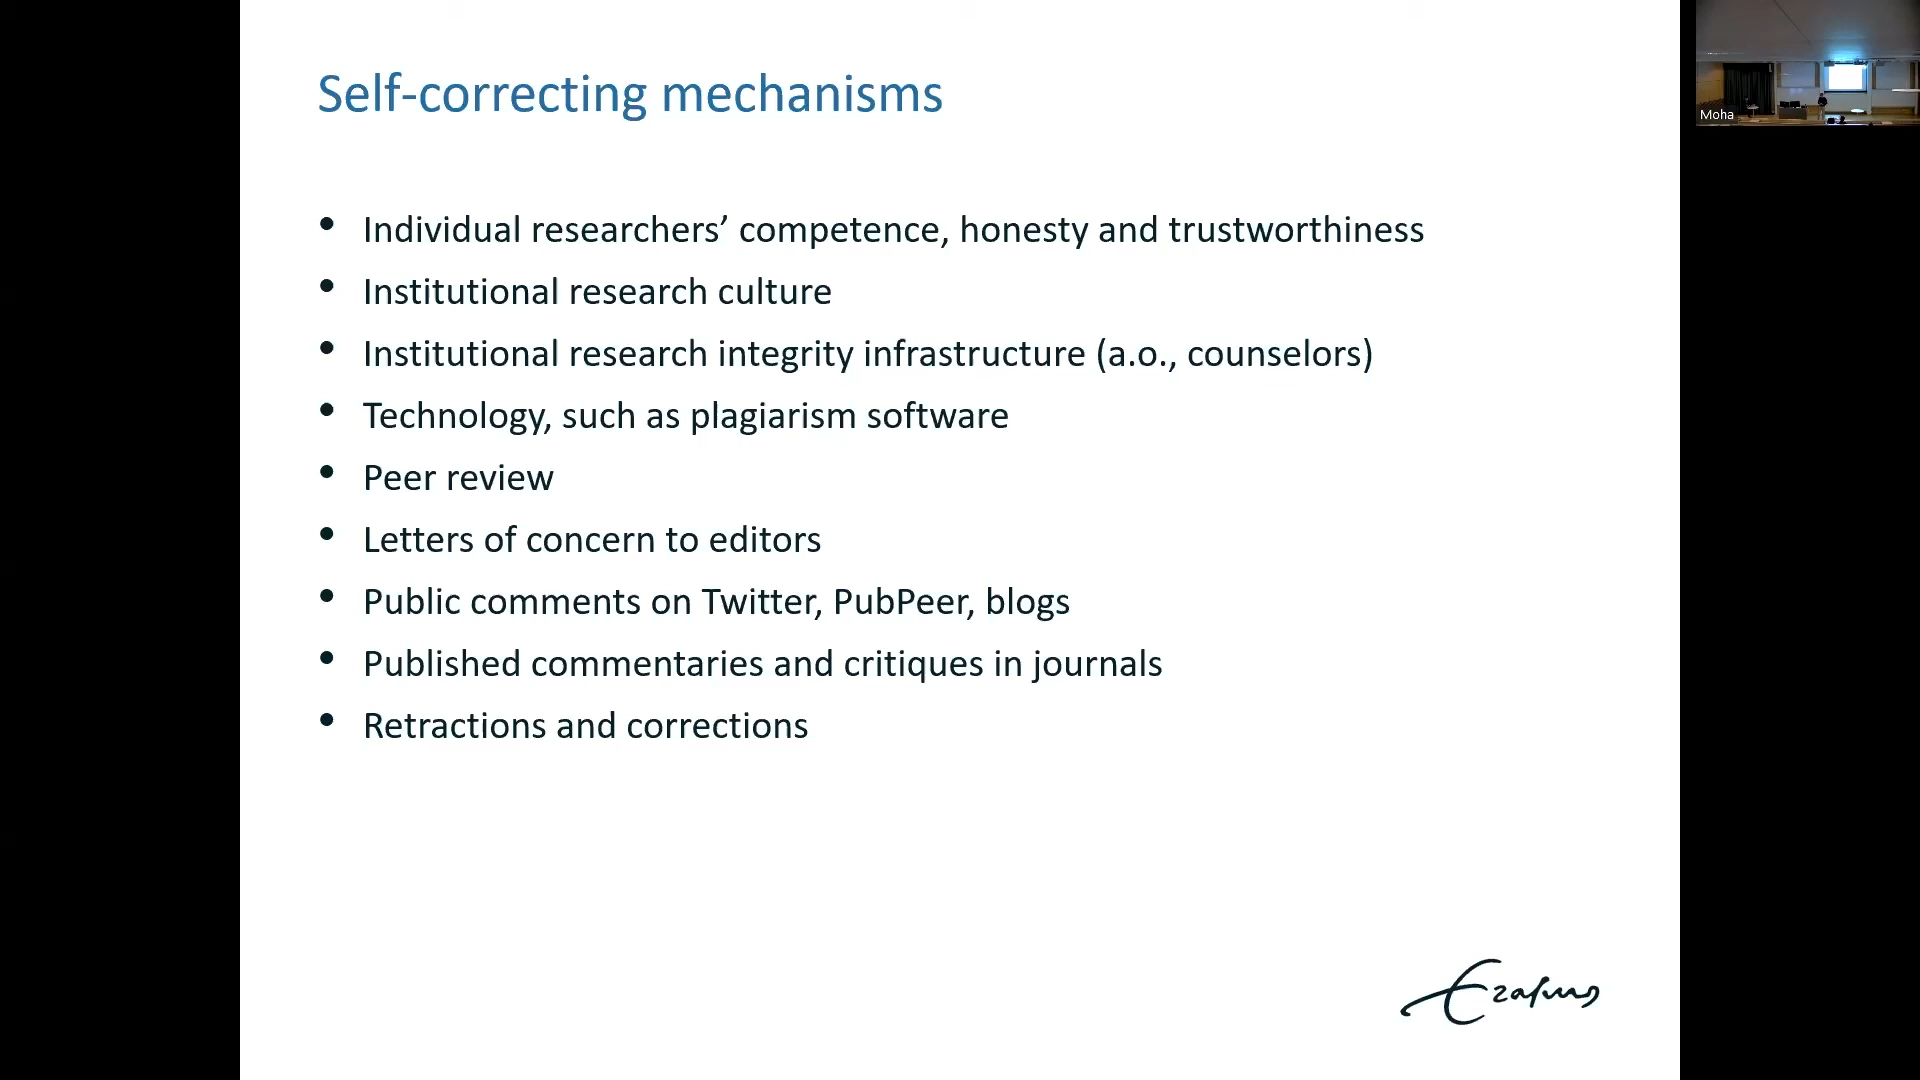 Self-correcting mechanisms
• Individual researchers’ competence, honesty and trustworthiness
• Institutional research culture
• Institutional research integrity infrastructure (a.o., counselors)
• Technology, such as plagiarism software
• Peer review
• Letters of concern to editors
• Public comments on Twitter, PubPeer, blogs
• Published commentaries and critiques in journals
• Retractions and corrections
Erasmus
Moha